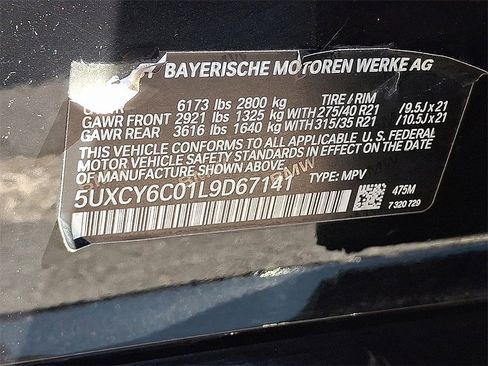 BAYERISCHE MOTOREN WERKE AG
6173 lbs 2800 kg TIRE / RIM
GAWR FRONT 2921 lbs 1325 kg WITH 275/40 R21 /9.5J x 21
GAWR REAR 3616 lbs 1640 kg WITH 315/35 R21 /10.5J x 21
THIS VEHICLE CONFORMS TO ALL APPLICABLE U.S. FEDERAL
MOTOR VEHICLE SAFETY STANDARDS IN EFFECT ON THE DATE OF
MANUFACTURE SHOWN ABOVE.
BMW
5UXCY6C01L9D67141 TYPE: MPV
475M
7 320 729